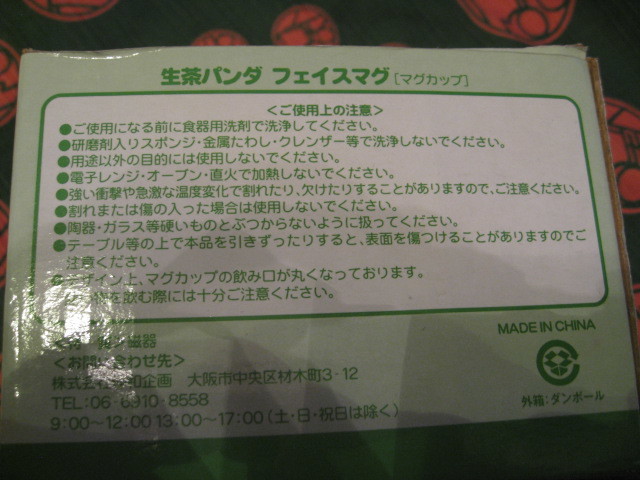 生茶パンダ フェイスマグ[マグカップ]
<ご使用上の注意>
●ご使用になる前に食器用洗剤で洗浄してください。
●研磨剤入りスポンジ・金属たわし・クレンザー等で洗浄しないでください。
●用途以外の目的には使用しないでください。
●電子レンジ・オーブン・直火で加熱しないでください。
●強い衝撃や急激な温度変化で割れたり、欠けたりすることがありますので、ご注意ください。
●割れまたは傷の入った場合は使用しないでください。
●陶器・ガラス等硬いものとぶつからないように扱ってください。
●テーブル等の上で本品を引きずったりすると、表面を傷つけることがありますのでご
注意ください。
●デザイン上、マグカップの飲み口が丸くなっております。
を飲む際には十分ご注意ください。
磁器
<お問い合わせ先>
株式会社 企画 大阪市中央区材木町3-12
TEL:06-6910-8558
9:00〜12:00 13:00〜17:00(土・日・祝日は除く)
MADE IN CHINA
外箱:ダンボール